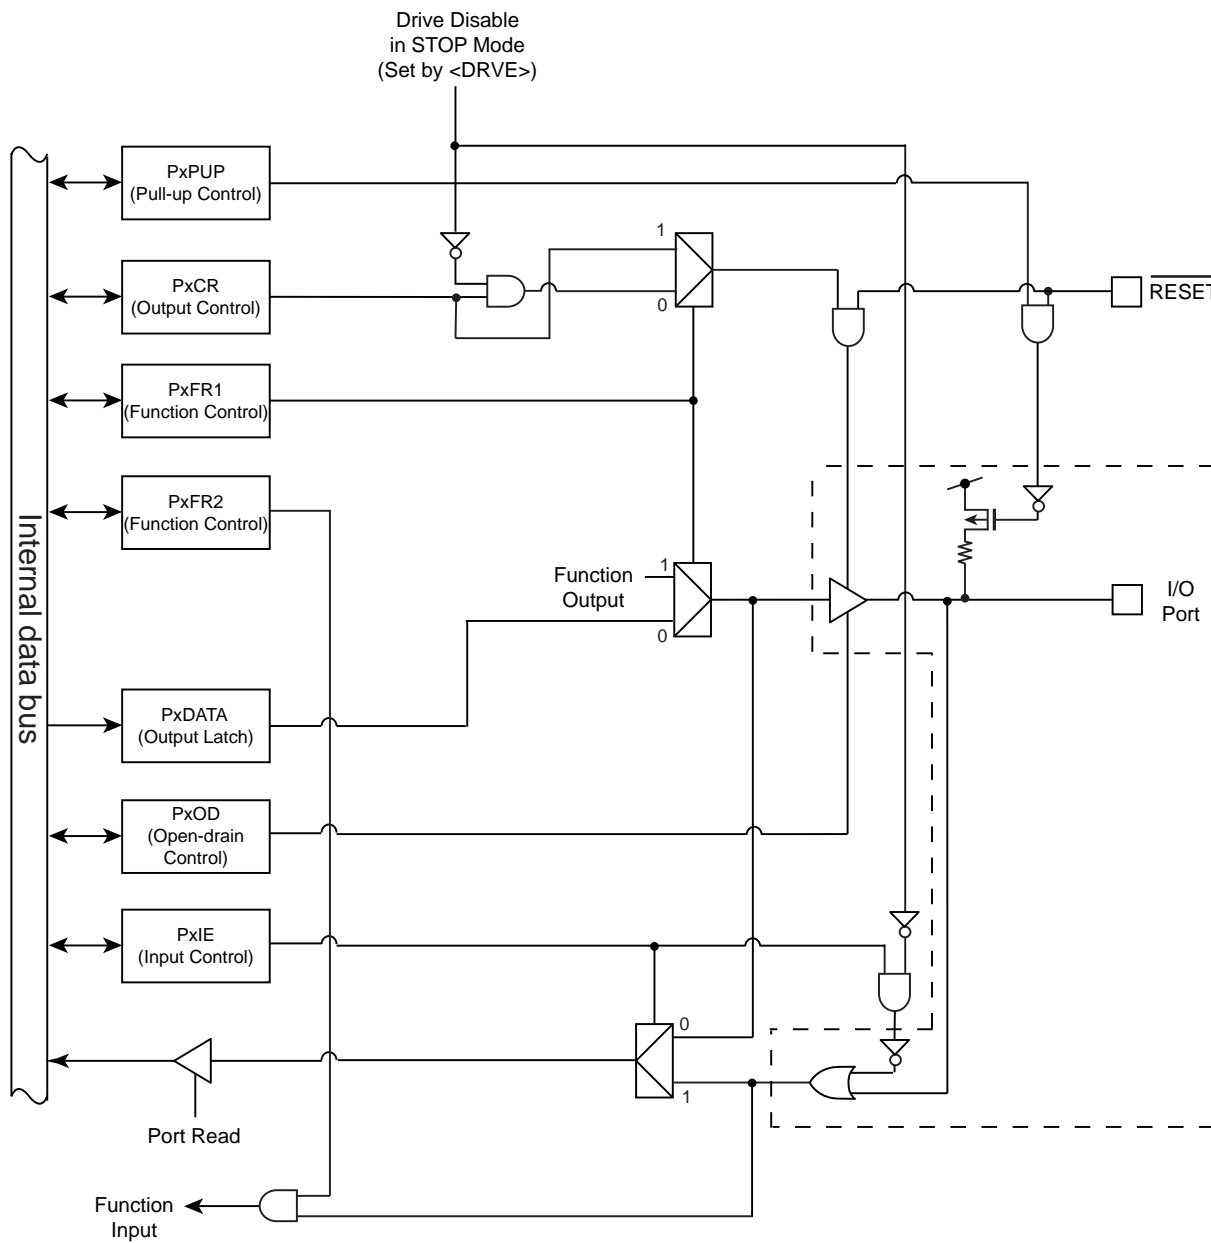 Drive Disable
in STOP Mode
(Set by <DRVE>)
PxPUP
(Pull-up Control)
1
PxCR
(Output Control)
0
RESET
PxFR1
(Function Control)
PxFR2
(Function Control)
Internal data bus
Function
Output
1
0
I/O
Port
PxDATA
(Output Latch)
PxOD
(Open-drain
Control)
PxIE
(Input Control)
0
1
Port Read
Function
Input